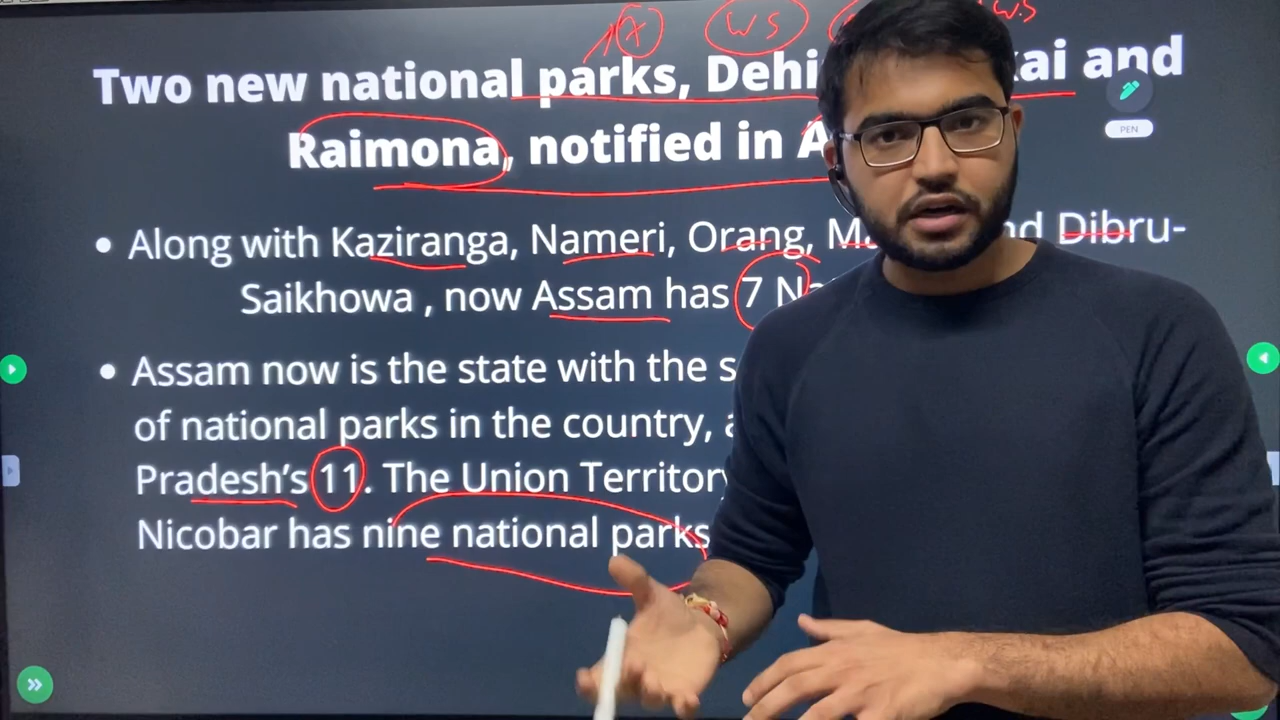 (x) WS W.S
Two new national parks, Dehi kai and
PEN
Raimona, notified in A
• Along with Kaziranga, Nameri, Orang, Ma nd Dibru-
Saikhowa , now Assam has 7 Na
• Assam now is the state with the s
of national parks in the country, a
Pradesh's 11. The Union Territory
Nicobar has nine national parks